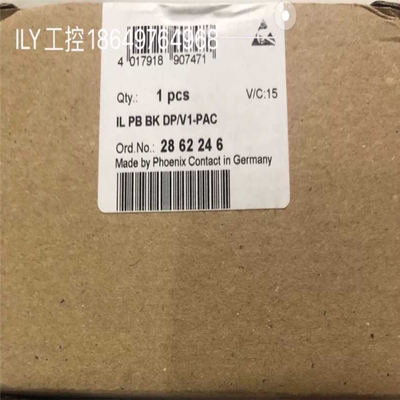 ILY工控18649764968
4 017918 907471
Qty.: 1 pcs V/C:15
IL PB BK DP/V1-PAC
Ord.No.: 28 62 24 6
Made by Phoenix Contact in Germany